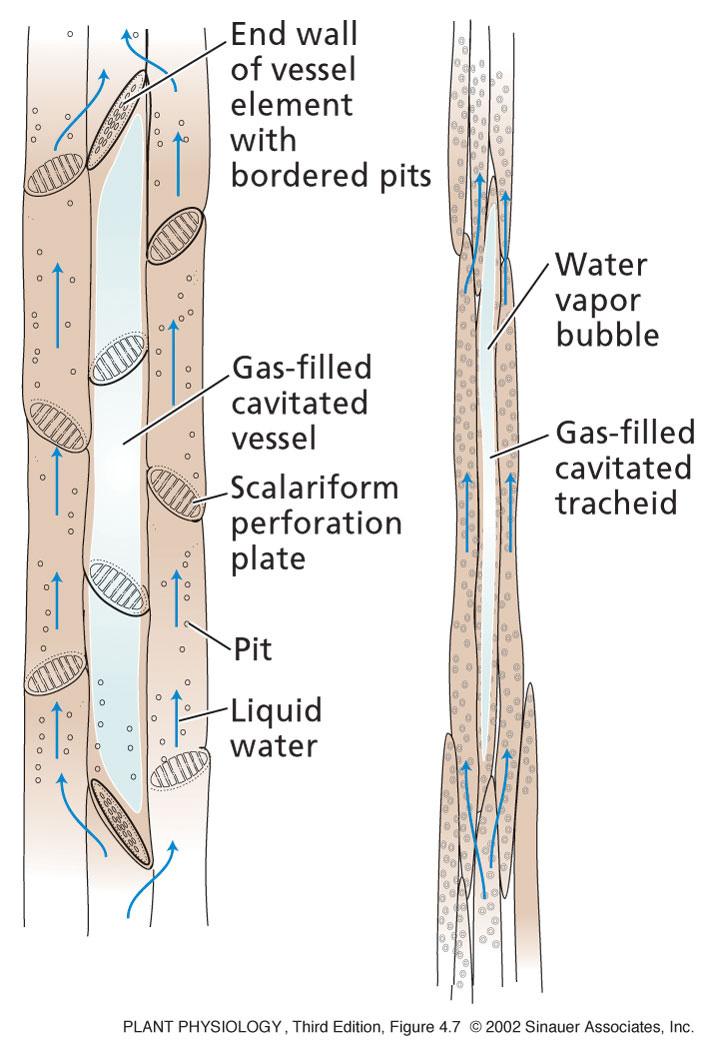 End wall
of vessel
element
with
bordered pits
Gas-filled
cavitated
vessel
Scalariform
perforation
plate
Pit
Liquid
water
Water
vapor
bubble
Gas-filled
cavitated
tracheid
PLANT PHYSIOLOGY, Third Edition, Figure 4.7 © 2002 Sinauer Associates, Inc.